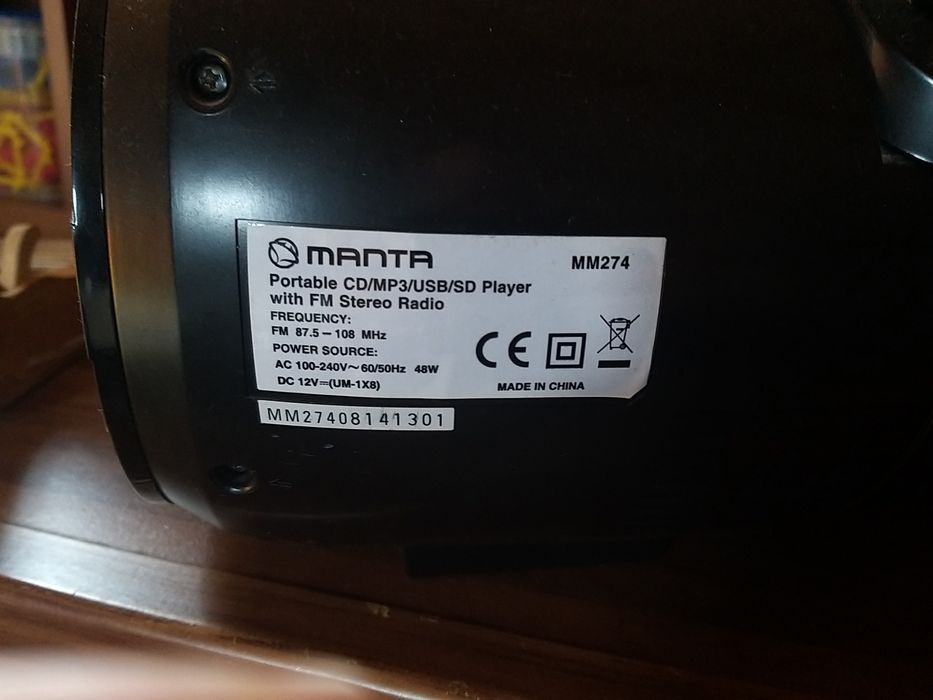 MANTA
MM274
Portable CD/MP3/USB/SD Player
with FM Stereo Radio
FREQUENCY:
FM 87.5 – 108 MHz
POWER SOURCE:
AC 100-240V～60/50Hz 48W
DC 12V⎓(UM-1X8)
CE
MADE IN CHINA
MM27408141301